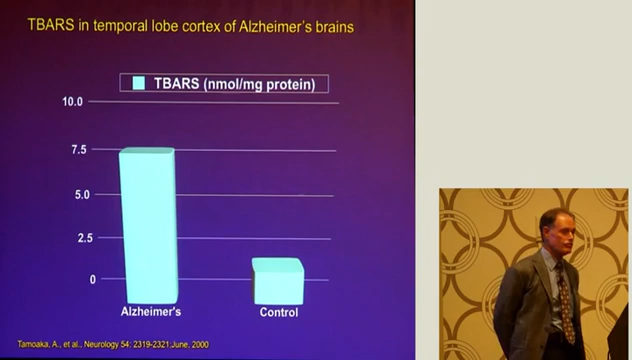 TBARS in temporal lobe cortex of Alzheimer's brains
TBARS (nmol/mg protein)
10.0
7.5
5.0
2.5
0
Alzheimer's
Control
Tamoaka, A., et al., Neurology 54: 2319-2321;June, 2000